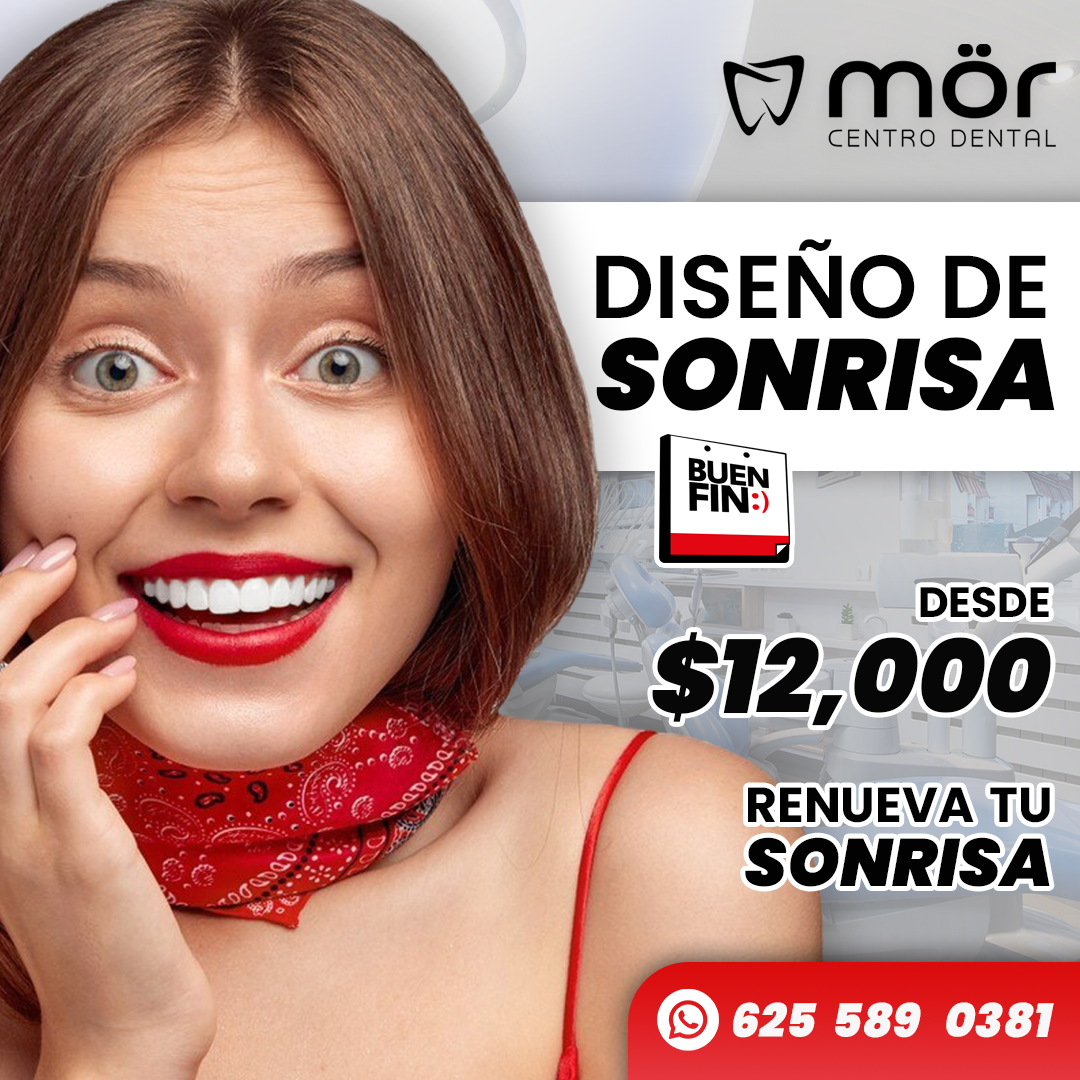 mör
CENTRO DENTAL
DISEÑO DE
SONRISA
BUEN
FIN:)
DESDE
$12,000
RENUEVA TU
SONRISA
625 589 0381